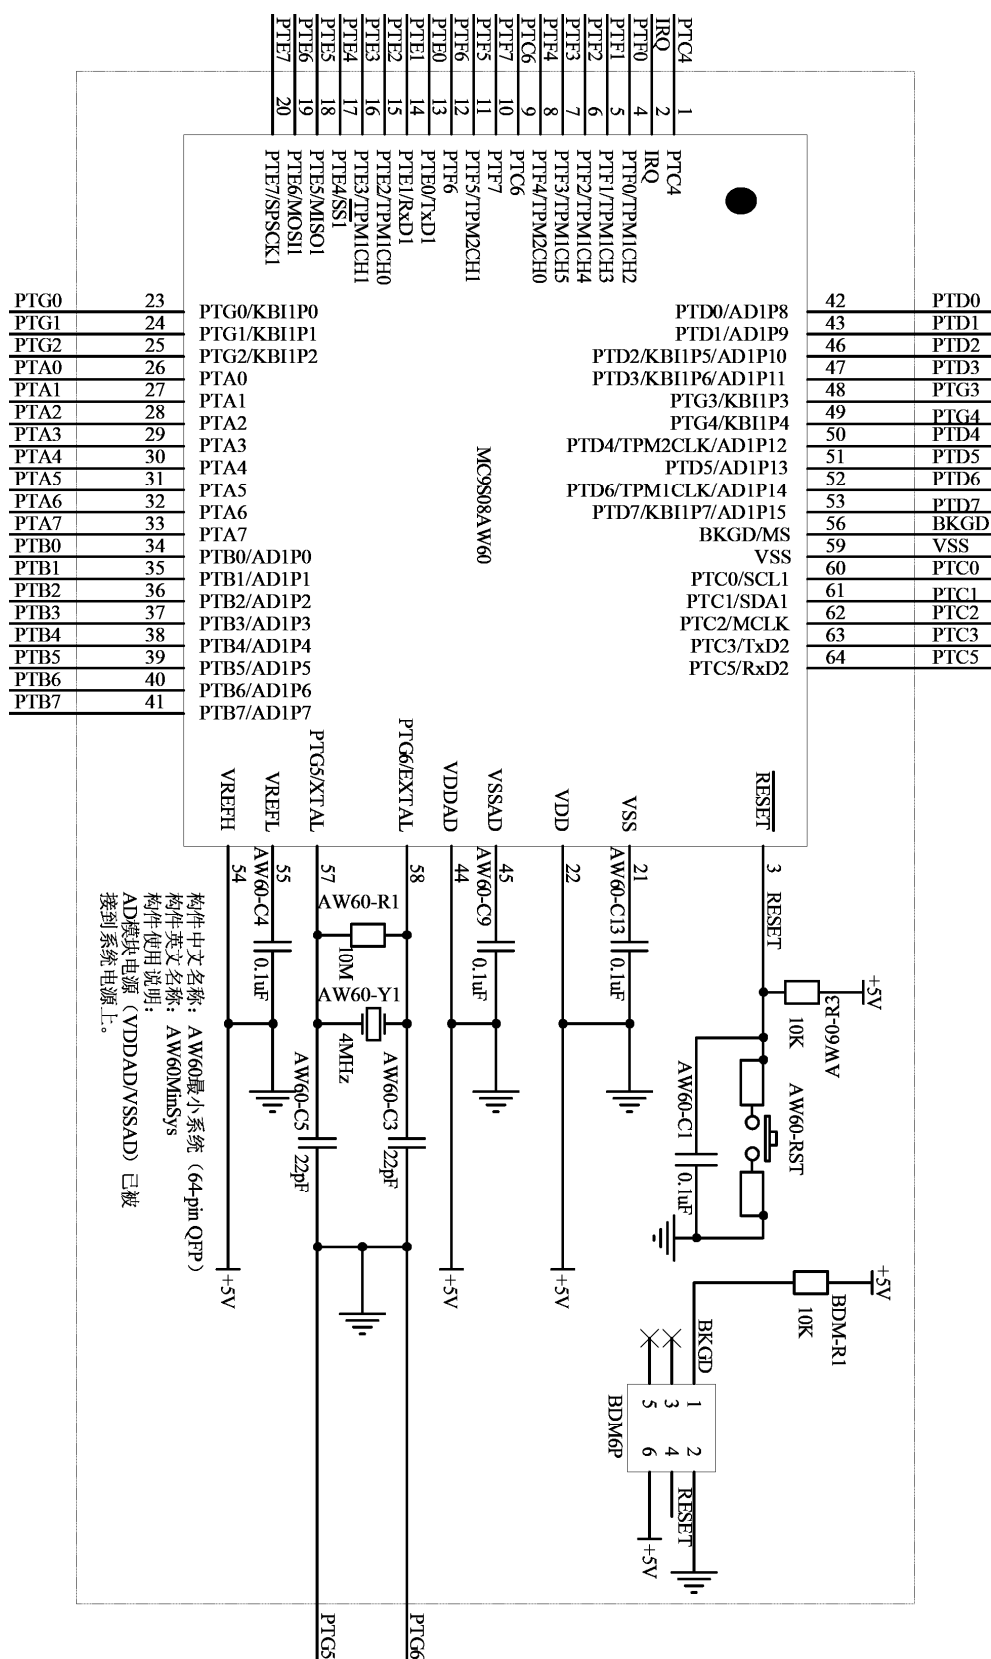 PTE7
PTE6
PTE5
PTE4
PTE3
PTE2
PTE1
PTE0
PTF6
PTF5
PTF7
PTC6
PTF4
PTF3
PTF2
PTF1
PTF0
IRQ
PTC4
20
19
18
17
16
15
14
13
12
11
10
9
8
7
6
5
4
2
1
PTE7/SPSCK1
PTE6/MOSI1
PTE5/MISO1
PTE4/SS1
PTE3/TPM1CH1
PTE2/TPM1CH0
PTE1/RxD1
PTE0/TxD1
PTF6
PTF5/TPM2CH1
PTF7
PTC6
PTF4/TPM2CH0
PTF3/TPM1CH5
PTF2/TPM1CH4
PTF1/TPM1CH3
PTF0/TPM1CH2
IRQ
PTC4
PTG0 23 PTG0/KBI1P0
PTG1 24 PTG1/KBI1P1
PTG2 25 PTG2/KBI1P2
PTA0 26 PTA0
PTA1 27 PTA1
PTA2 28 PTA2
PTA3 29 PTA3
PTA4 30 PTA4
PTA5 31 PTA5
PTA6 32 PTA6
PTA7 33 PTA7
PTB0 34 PTB0/AD1P0
PTB1 35 PTB1/AD1P1
PTB2 36 PTB2/AD1P2
PTB3 37 PTB3/AD1P3
PTB4 38 PTB4/AD1P4
PTB5 39 PTB5/AD1P5
PTB6 40 PTB6/AD1P6
PTB7 41 PTB7/AD1P7
MC9S08AW60
PTD0/AD1P8 42 PTD0
PTD1/AD1P9 43 PTD1
PTD2/KBI1P5/AD1P10 46 PTD2
PTD3/KBI1P6/AD1P11 47 PTD3
PTG3/KBI1P3 48 PTG3
PTG4/KBI1P4 49 PTG4
PTD4/TPM2CLK/AD1P12 50 PTD4
PTD5/AD1P13 51 PTD5
PTD6/TPM1CLK/AD1P14 52 PTD6
PTD7/KBI1P7/AD1P15 53 PTD7
BKGD/MS 56 BKGD
VSS 59 VSS
PTC0/SCL1 60 PTC0
PTC1/SDA1 61 PTC1
PTC2/MCLK 62 PTC2
PTC3/TxD2 63 PTC3
PTC5/RxD2 64 PTC5
VREFH
VREFL
PTG5/XTAL
PTG6/EXTAL
VDDAD
VSSAD
VDD
VSS
RESET
54
55
57
58
44
45
22
21
3
AW60-C4
0.1uF
AW60-R1
10M
AW60-Y1
4MHz
AW60-C5
22pF
AW60-C3
22pF
AW60-C9
0.1uF
AW60-C13
0.1uF
RESET
+5V
AW60-R3
10K
AW60-RST
AW60-C1
0.1uF
+5V
+5V
+5V
+5V
BDM-R1
10K
BKGD
1
3
5
2
4
6
BDM6P
RESET
+5V
PTG5
PTG6
构件中文名称：AW60最小系统（64-pin QFP）
构件英文名称：AW60MinSys
构件使用说明：
AD模块电源（VDDAD/VSSAD）已被
接到系统电源上。